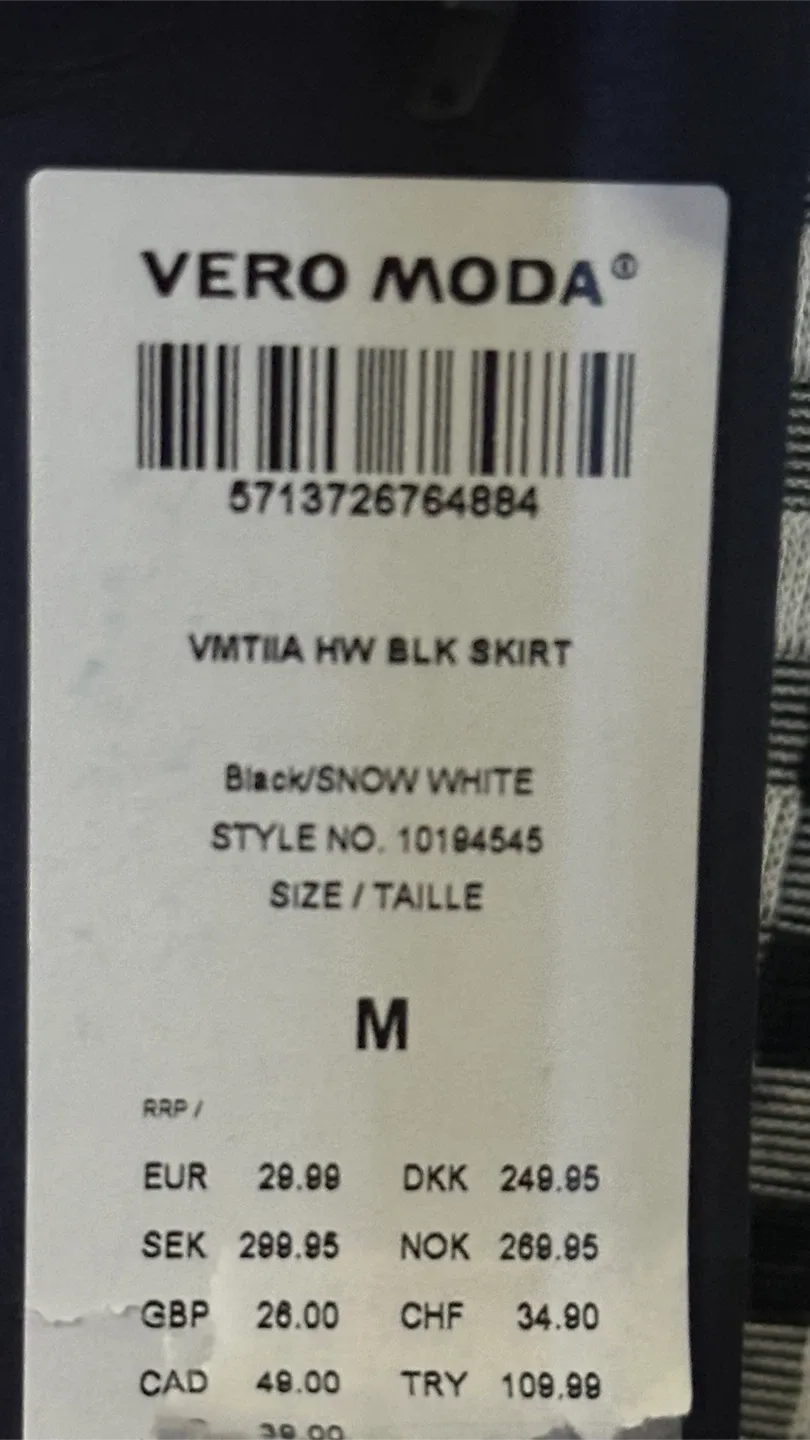 VERO MODA®
5713726764884
VMTIIA HW BLK SKIRT
Black/SNOW WHITE
STYLE NO. 10194545
SIZE / TAILLE
M
RRP /
EUR 29.99 DKK 249.95
SEK 299.95 NOK 269.95
GBP 26.00 CHF 34.90
CAD 49.00 TRY 109.99
39.00